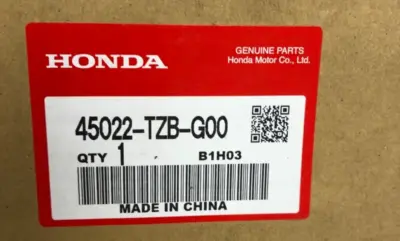 HONDA
GENUINE PARTS
Honda Motor Co., Ltd.
45022-TZB-G00
QTY 1 B1H03
MADE IN CHINA